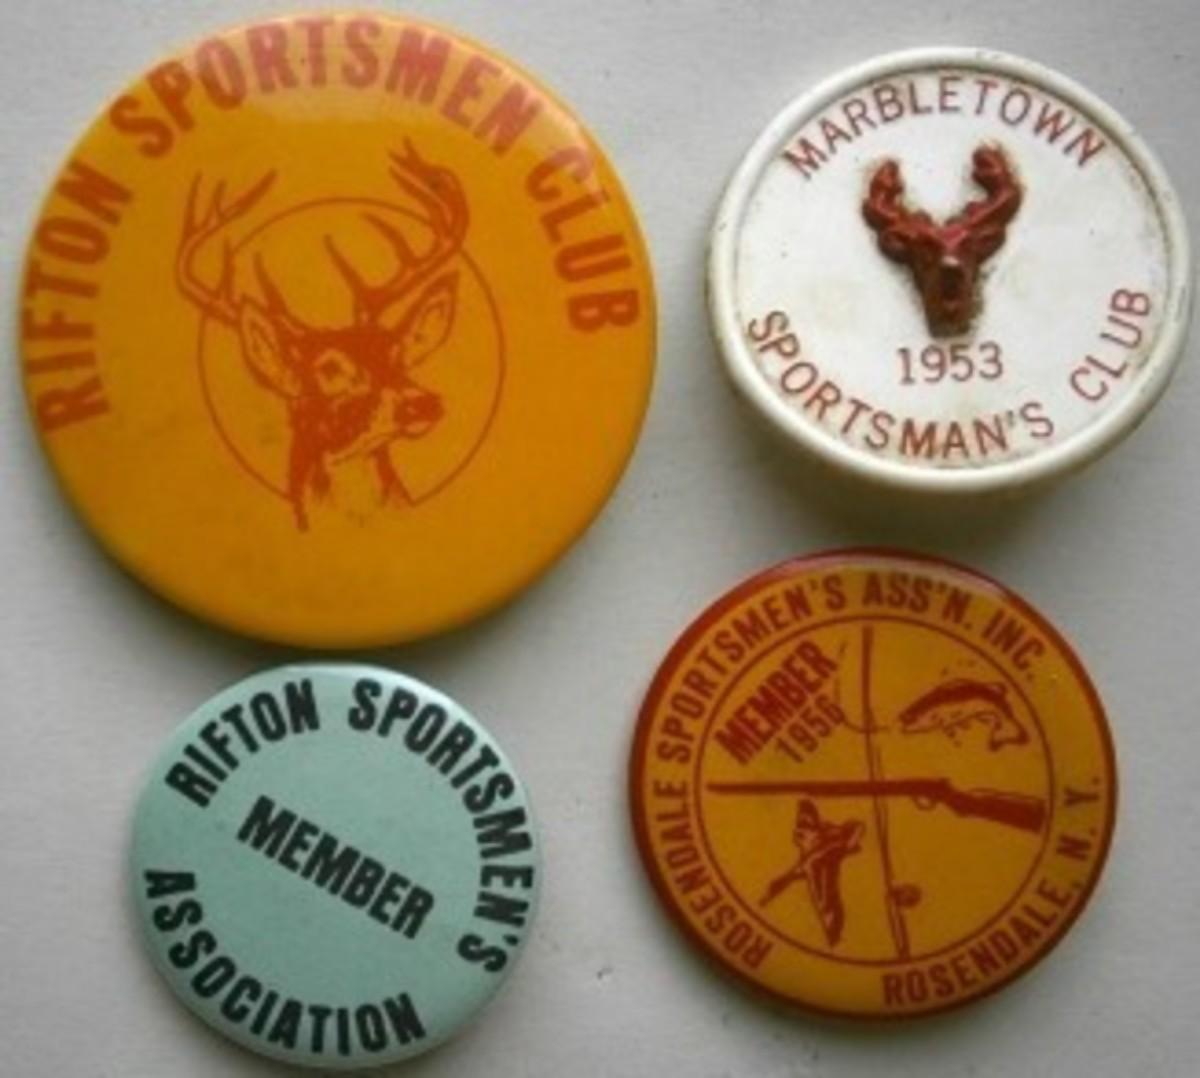 RIFTON SPORTSMEN CLUB
MARBLETOWN
1953
SPORTSMAN'S CLUB
RIFTON SPORTSMEN'S
MEMBER
ASSOCIATION
ROSENDALE SPORTSMEN'S ASS'N. INC.
MEMBER
1956
ROSENDALE, N. Y.